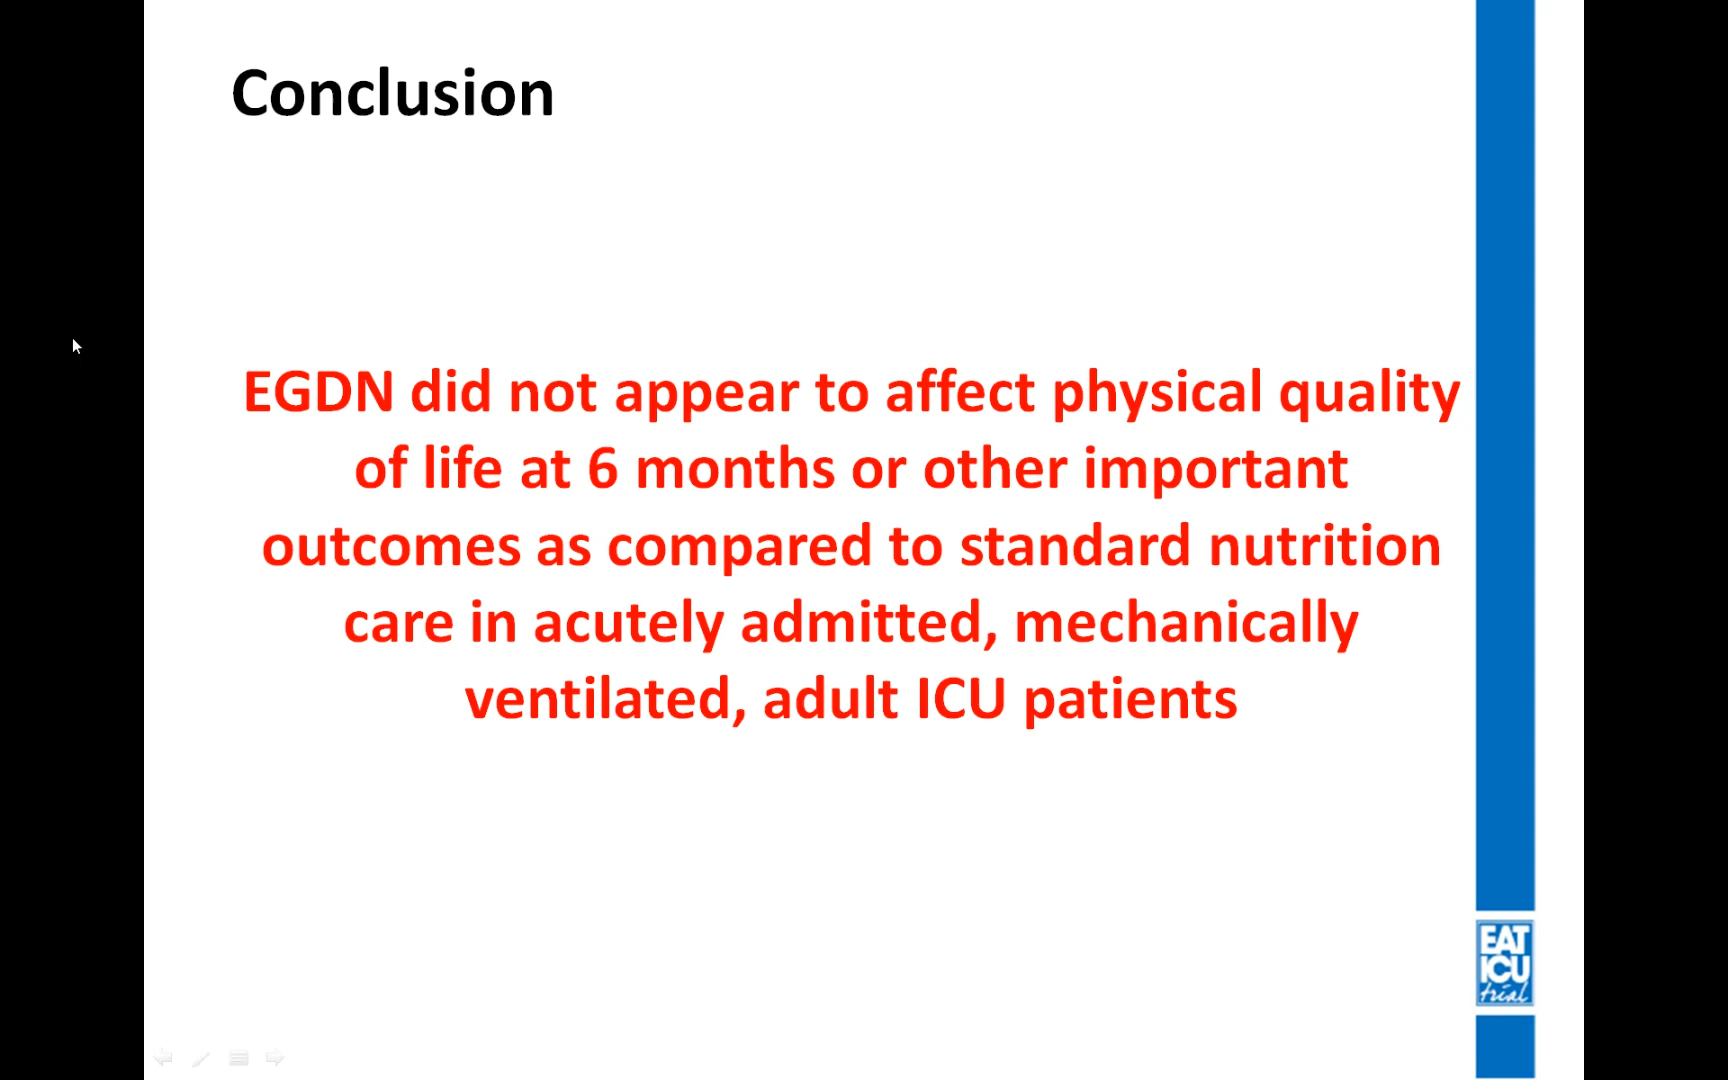 Conclusion
EGDN did not appear to affect physical quality
of life at 6 months or other important
outcomes as compared to standard nutrition
care in acutely admitted, mechanically
ventilated, adult ICU patients
EAT
ICU
trial